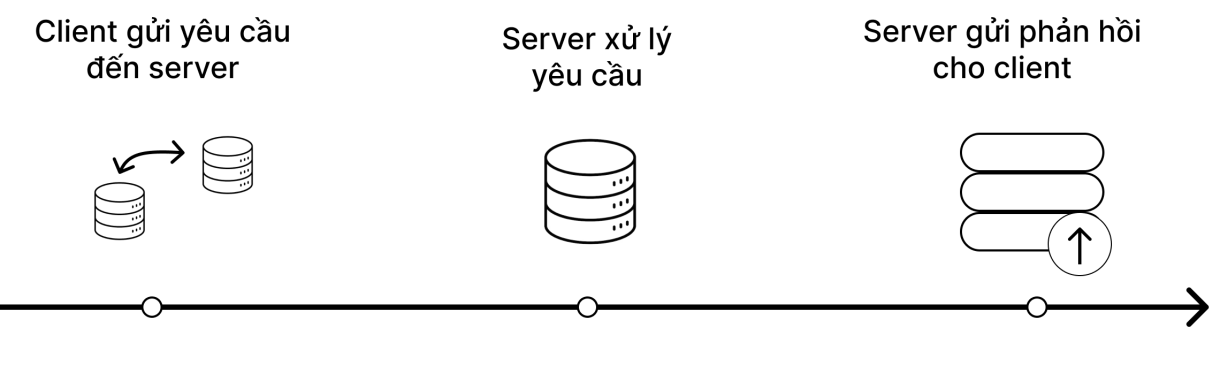 Client gửi yêu cầu
đến server
Server xử lý
yêu cầu
Server gửi phản hồi
cho client